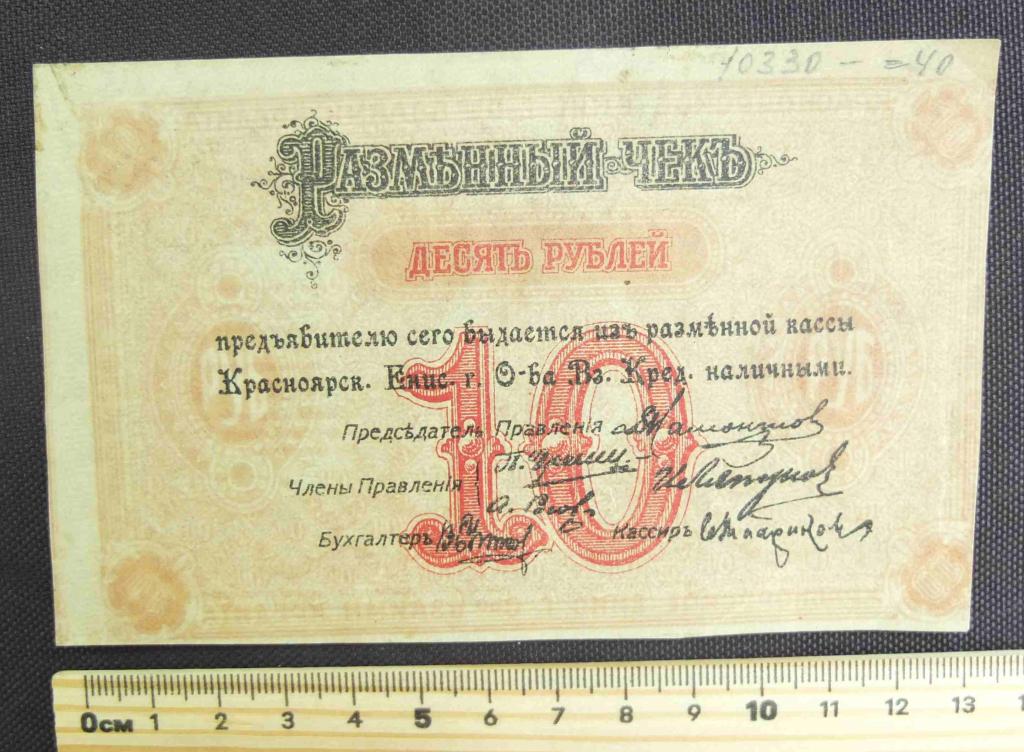 10330 - =40
РАЗМѢННЫЙ ЧЕКЪ
ДЕСЯТЬ РУБЛЕЙ
10
предъявителю сего выдается изъ размѣнной кассы
Красноярск. Енис. г. О-ва Вз. Кред. наличными.
Предсѣдатель Правленія
Члены Правленія
Бухгалтеръ Кассиръ
0см 1 2 3 4 5 6 7 8 9 10 11 12 13